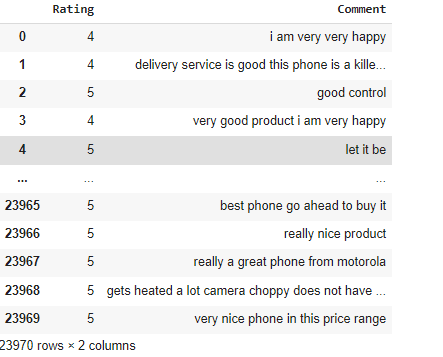 Rating Comment
0 4 i am very very happy
1 4 delivery service is good this phone is a kille...
2 5 good control
3 4 very good product i am very happy
4 5 let it be
... ... ...
23965 5 best phone go ahead to buy it
23966 5 really nice product
23967 5 really a great phone from motorola
23968 5 gets heated a lot camera choppy does not have ...
23969 5 very nice phone in this price range
23970 rows × 2 columns